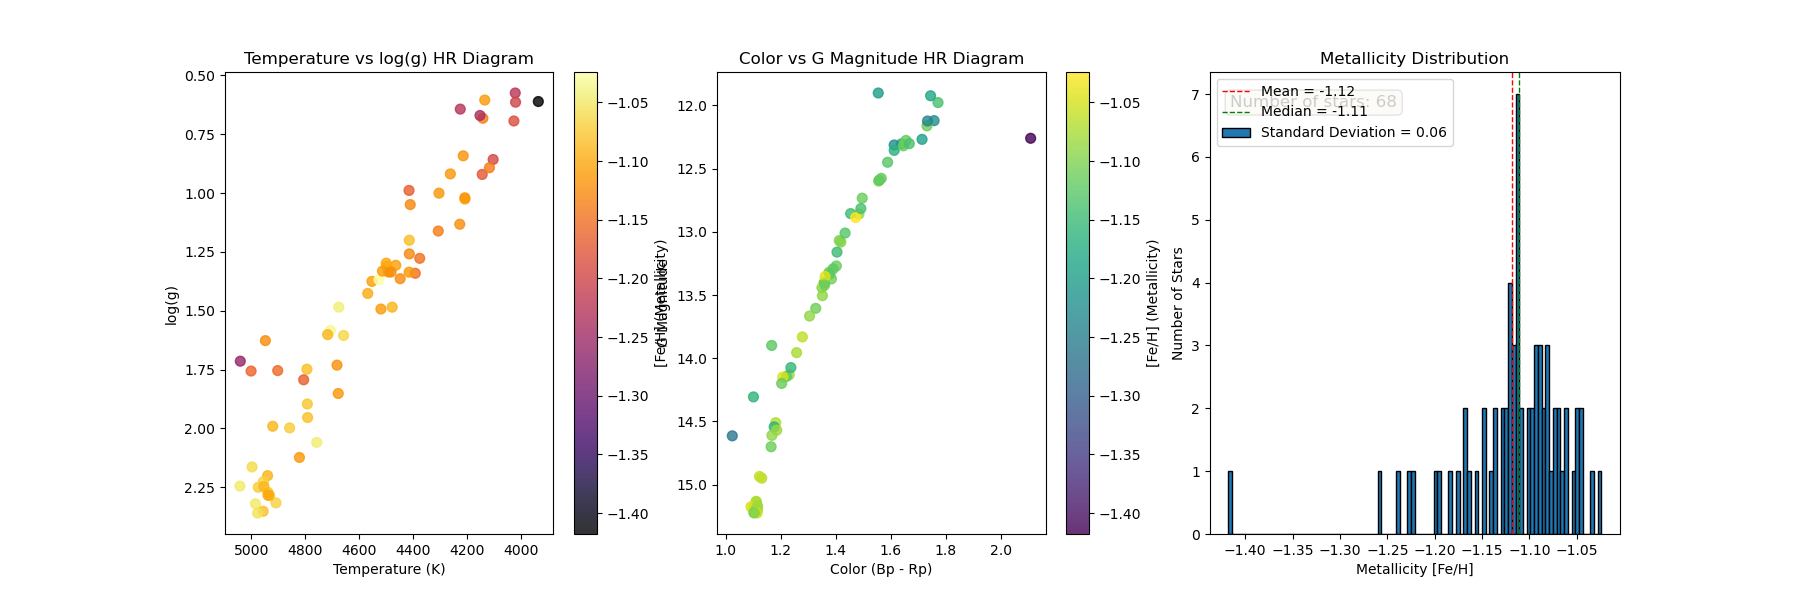 Temperature vs log(g) HR Diagram
0.50
0.75
1.00
1.25
1.50
1.75
2.00
2.25
log(g)
5000 4800 4600 4400 4200 4000
Temperature (K)
−1.05
−1.10
−1.15
−1.20
−1.25
−1.30
−1.35
−1.40
[Fe/H] (Metallicity)
Color vs G Magnitude HR Diagram
G Magnitude
12.0
12.5
13.0
13.5
14.0
14.5
15.0
1.0 1.2 1.4 1.6 1.8 2.0
Color (Bp - Rp)
−1.05
−1.10
−1.15
−1.20
−1.25
−1.30
−1.35
−1.40
[Fe/H] (Metallicity)
Metallicity Distribution
Number of Stars
7
6
5
4
3
2
1
0
Number of stars: 68
Mean = -1.12
Median = -1.11
Standard Deviation = 0.06
−1.40 −1.35 −1.30 −1.25 −1.20 −1.15 −1.10 −1.05
Metallicity [Fe/H]